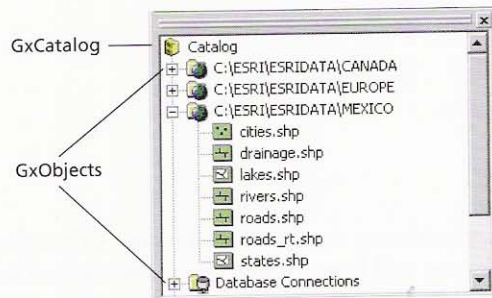 GxCatalog
GxObjects
Catalog
C:\ESRI\ESRIDATA\CANADA
C:\ESRI\ESRIDATA\EUROPE
C:\ESRI\ESRIDATA\MEXICO
cities.shp
drainage.shp
lakes.shp
rivers.shp
roads.shp
roads_rt.shp
states.shp
Database Connections